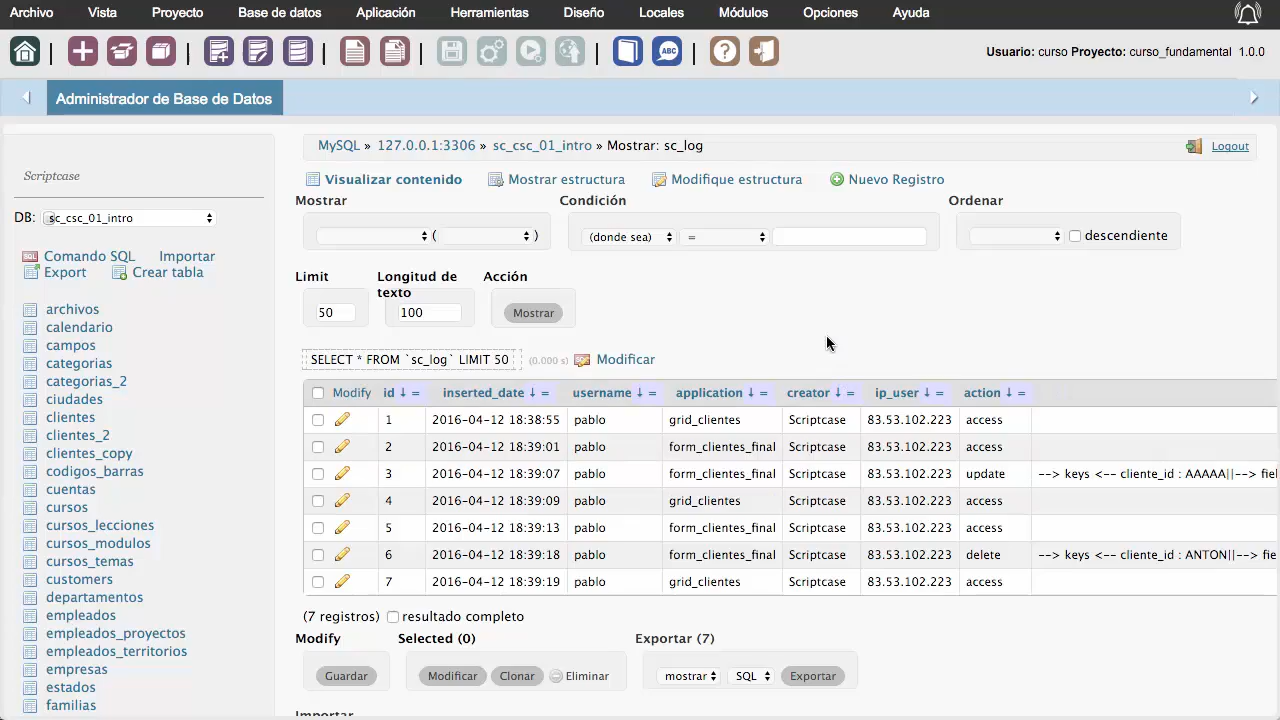 Archivo Vista Proyecto Base de datos Aplicación Herramientas Diseño Locales Módulos Opciones Ayuda
ABC ?
Usuario: curso Proyecto: curso_fundamental 1.0.0
Administrador de Base de Datos
Scriptcase
DB: sc_csc_01_intro
SQL Comando SQL Importar
Export Crear tabla
archivos
calendario
campos
categorias
categorias_2
ciudades
clientes
clientes_2
clientes_copy
codigos_barras
cuentas
cursos
cursos_lecciones
cursos_modulos
cursos_temas
customers
departamentos
empleados
empleados_proyectos
empleados_territorios
empresas
estados
familias
MySQL » 127.0.0.1:3306 » sc_csc_01_intro » Mostrar: sc_log
Logout
Visualizar contenido Mostrar estructura Modifique estructura Nuevo Registro
Mostrar Condición Ordenar
( ) (donde sea) = descendiente
Limit Longitud de texto Acción
50 100 Mostrar
SELECT * FROM `sc_log` LIMIT 50 (0.000 s) Modificar
Modify id ↓ = inserted_date ↓ = username ↓ = application ↓ = creator ↓ = ip_user ↓ = action ↓ =
1 2016-04-12 18:38:55 pablo grid_clientes Scriptcase 83.53.102.223 access
2 2016-04-12 18:39:01 pablo form_clientes_final Scriptcase 83.53.102.223 access
3 2016-04-12 18:39:07 pablo form_clientes_final Scriptcase 83.53.102.223 update --> keys <-- cliente_id : AAAAA||--> fiel
4 2016-04-12 18:39:09 pablo grid_clientes Scriptcase 83.53.102.223 access
5 2016-04-12 18:39:13 pablo form_clientes_final Scriptcase 83.53.102.223 access
6 2016-04-12 18:39:18 pablo form_clientes_final Scriptcase 83.53.102.223 delete --> keys <-- cliente_id : ANTON||--> fie
7 2016-04-12 18:39:19 pablo grid_clientes Scriptcase 83.53.102.223 access
(7 registros) resultado completo
Modify Selected (0) Exportar (7)
Guardar Modificar Clonar Eliminar mostrar SQL Exportar
Importar